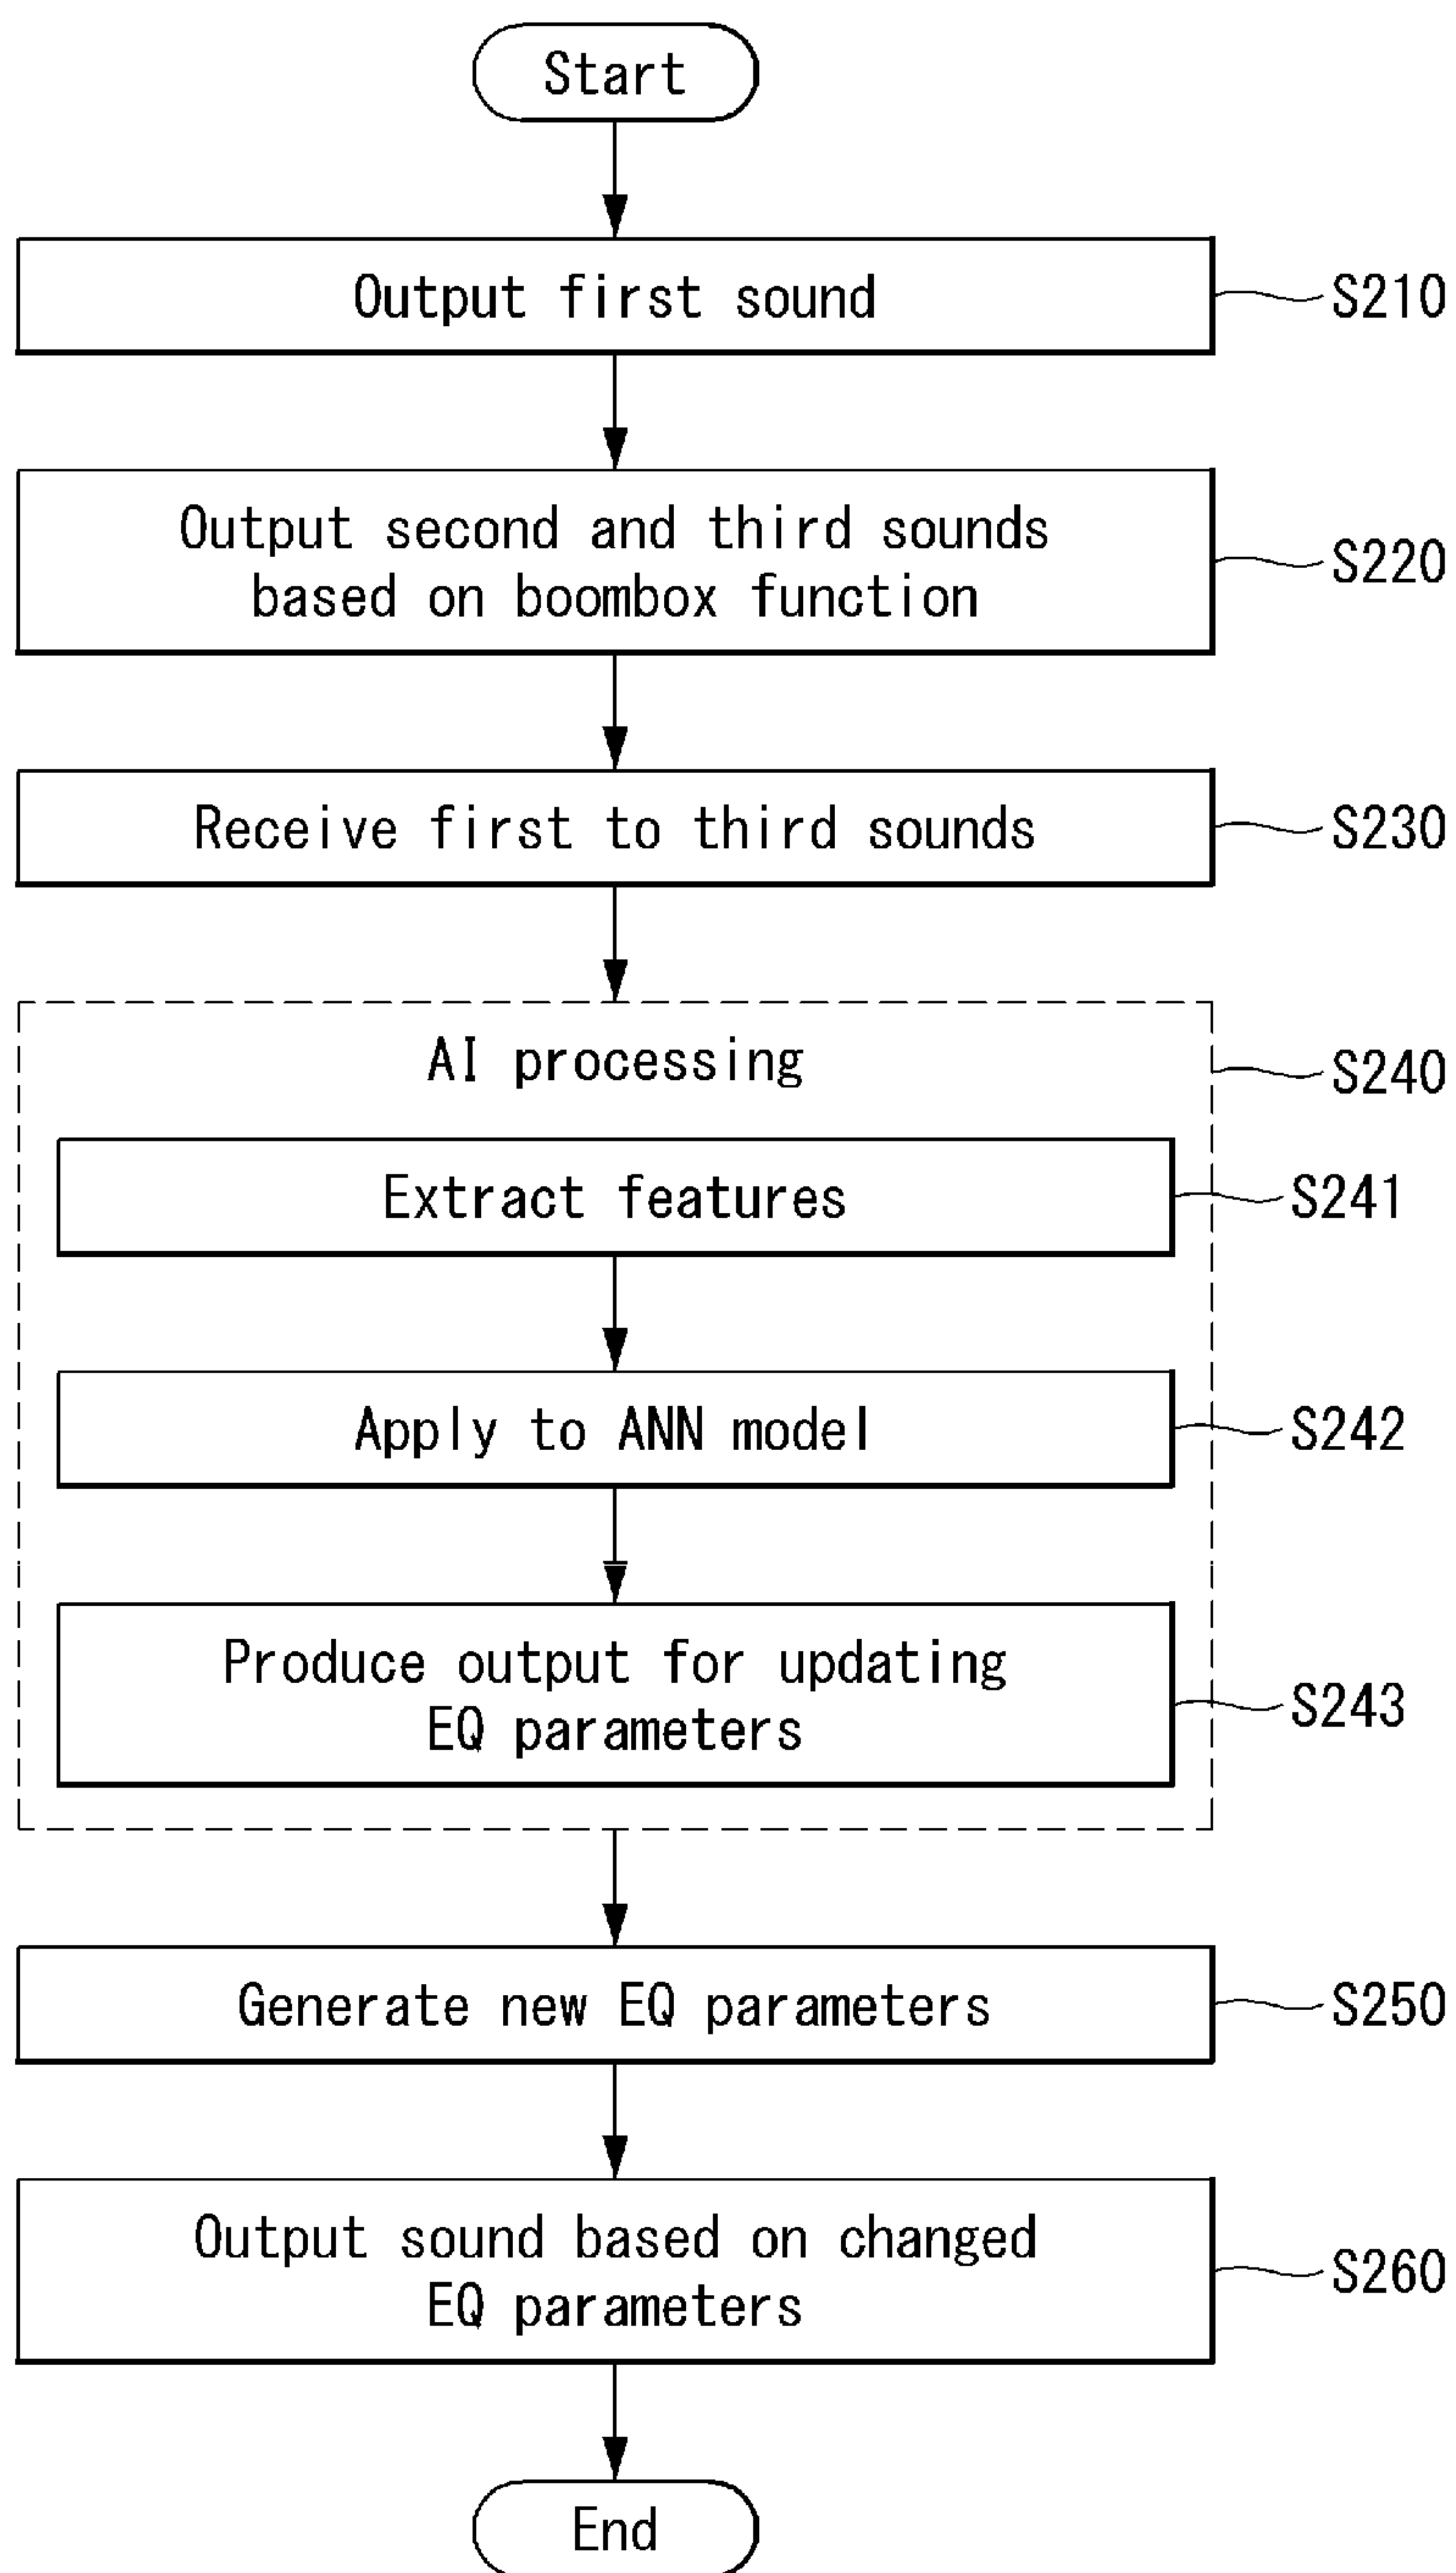 Start
Output first sound
S210
Output second and third sounds
based on boombox function
S220
Receive first to third sounds
S230
AI processing
S240
Extract features
S241
Apply to ANN model
S242
Produce output for updating
EQ parameters
S243
Generate new EQ parameters
S250
Output sound based on changed
EQ parameters
S260
End